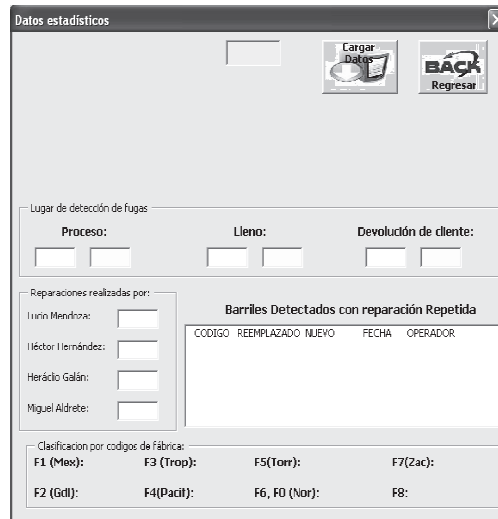 Datos estadísticos
Cargar
Datos
BACK
Regresar
Lugar de detección de fugas
Proceso: Lleno: Devolución de cliente:
Reparaciones realizadas por:
Lucio Mendoza:
Héctor Hernández:
Heráclio Galán:
Miguel Aldrete:
Barriles Detectados con reparación Repetida
CODIGO REEMPLAZADO NUEVO FECHA OPERADOR
Clasificacion por codigos de fábrica:
F1 (Mex): F3 (Trop): F5(Torr): F7(Zac):
F2 (Gdl): F4(Pacif): F6, F0 (Nor): F8: